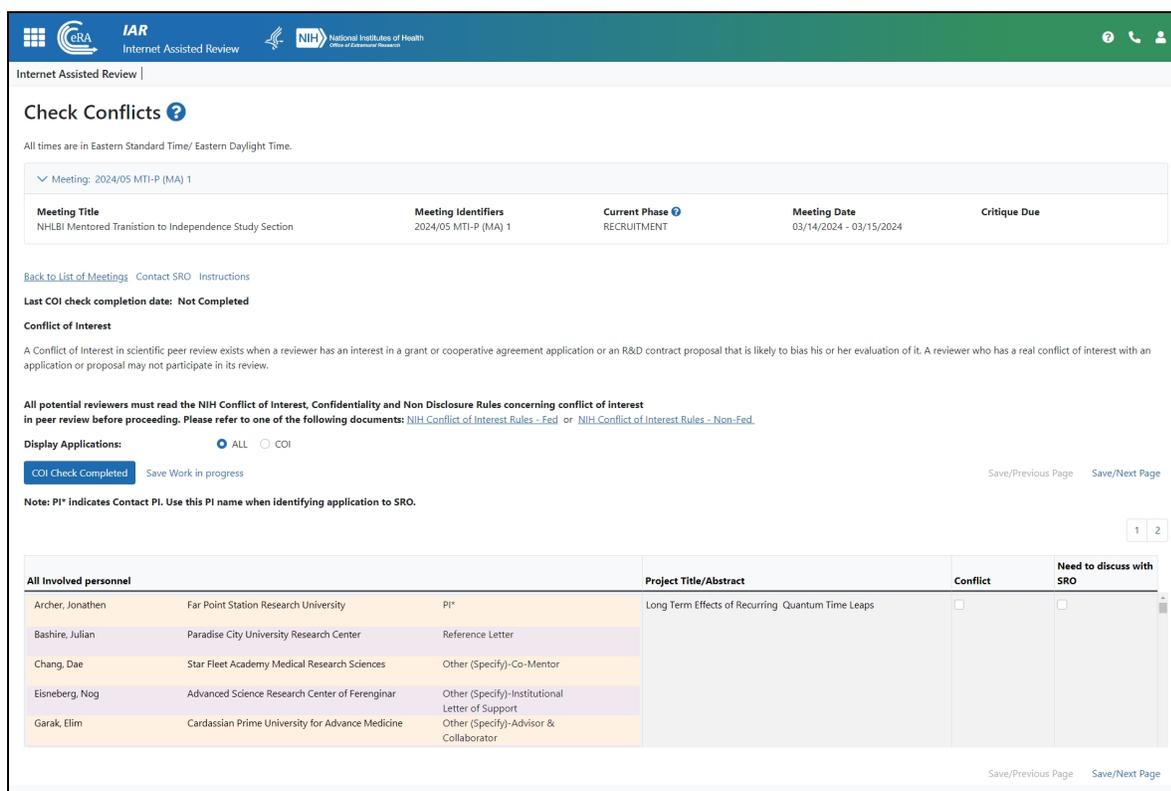 eRA
IAR
Internet Assisted Review
NIH
National Institutes of Health
Office of Extramural Research
Internet Assisted Review
Check Conflicts ?
All times are in Eastern Standard Time/ Eastern Daylight Time.
Meeting: 2024/05 MTI-P (MA) 1
Meeting Title Meeting Identifiers Current Phase ? Meeting Date Critique Due
NHLBI Mentored Tranistion to Independence Study Section 2024/05 MTI-P (MA) 1 RECRUITMENT 03/14/2024 - 03/15/2024
Back to List of Meetings Contact SRO Instructions
Last COI check completion date: Not Completed
Conflict of Interest
A Conflict of Interest in scientific peer review exists when a reviewer has an interest in a grant or cooperative agreement application or an R&D contract proposal that is likely to bias his or her evaluation of it. A reviewer who has a real conflict of interest with an
application or proposal may not participate in its review.
All potential reviewers must read the NIH Conflict of Interest, Confidentiality and Non Disclosure Rules concerning conflict of interest
in peer review before proceeding. Please refer to one of the following documents: NIH Conflict of Interest Rules - Fed or NIH Conflict of Interest Rules - Non-Fed
Display Applications: ALL COI
COI Check Completed Save Work in progress Save/Previous Page Save/Next Page
Note: PI* indicates Contact PI. Use this PI name when identifying application to SRO.
1 2
All Involved personnel Project Title/Abstract Conflict Need to discuss with
SRO
Archer, Jonathen Far Point Station Research University PI* Long Term Effects of Recurring Quantum Time Leaps
Bashire, Julian Paradise City University Research Center Reference Letter
Chang, Dae Star Fleet Academy Medical Research Sciences Other (Specify)-Co-Mentor
Eisneberg, Nog Advanced Science Research Center of Ferenginar Other (Specify)-Institutional
Letter of Support
Garak, Elim Cardassian Prime University for Advance Medicine Other (Specify)-Advisor &
Collaborator
Save/Previous Page Save/Next Page